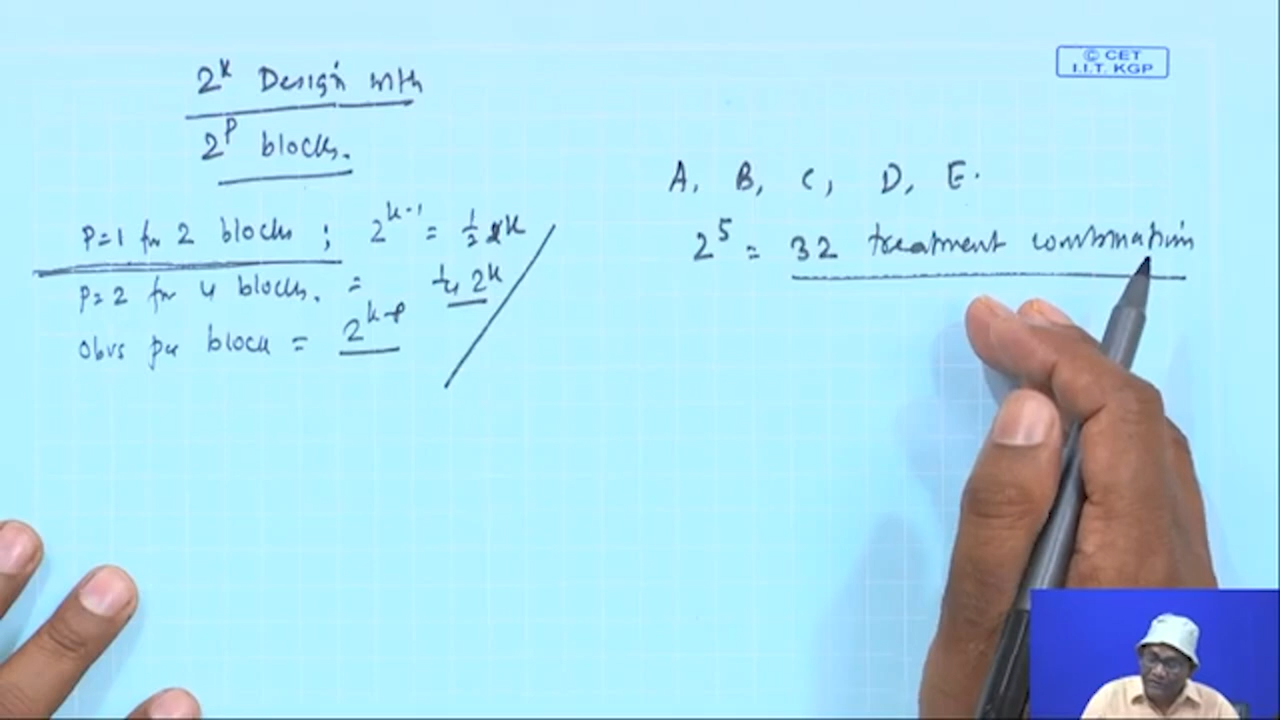 2^k Design with
2^p blocks.
P=1 for 2 blocks ; 2^{k-1} = 1/2 2^k
P=2 for 4 blocks. = 1/4 2^k
Obvs per block = 2^{k-p}
A, B, C, D, E.
2^5 = 32 treatment combination
© CET
I.I.T. KGP